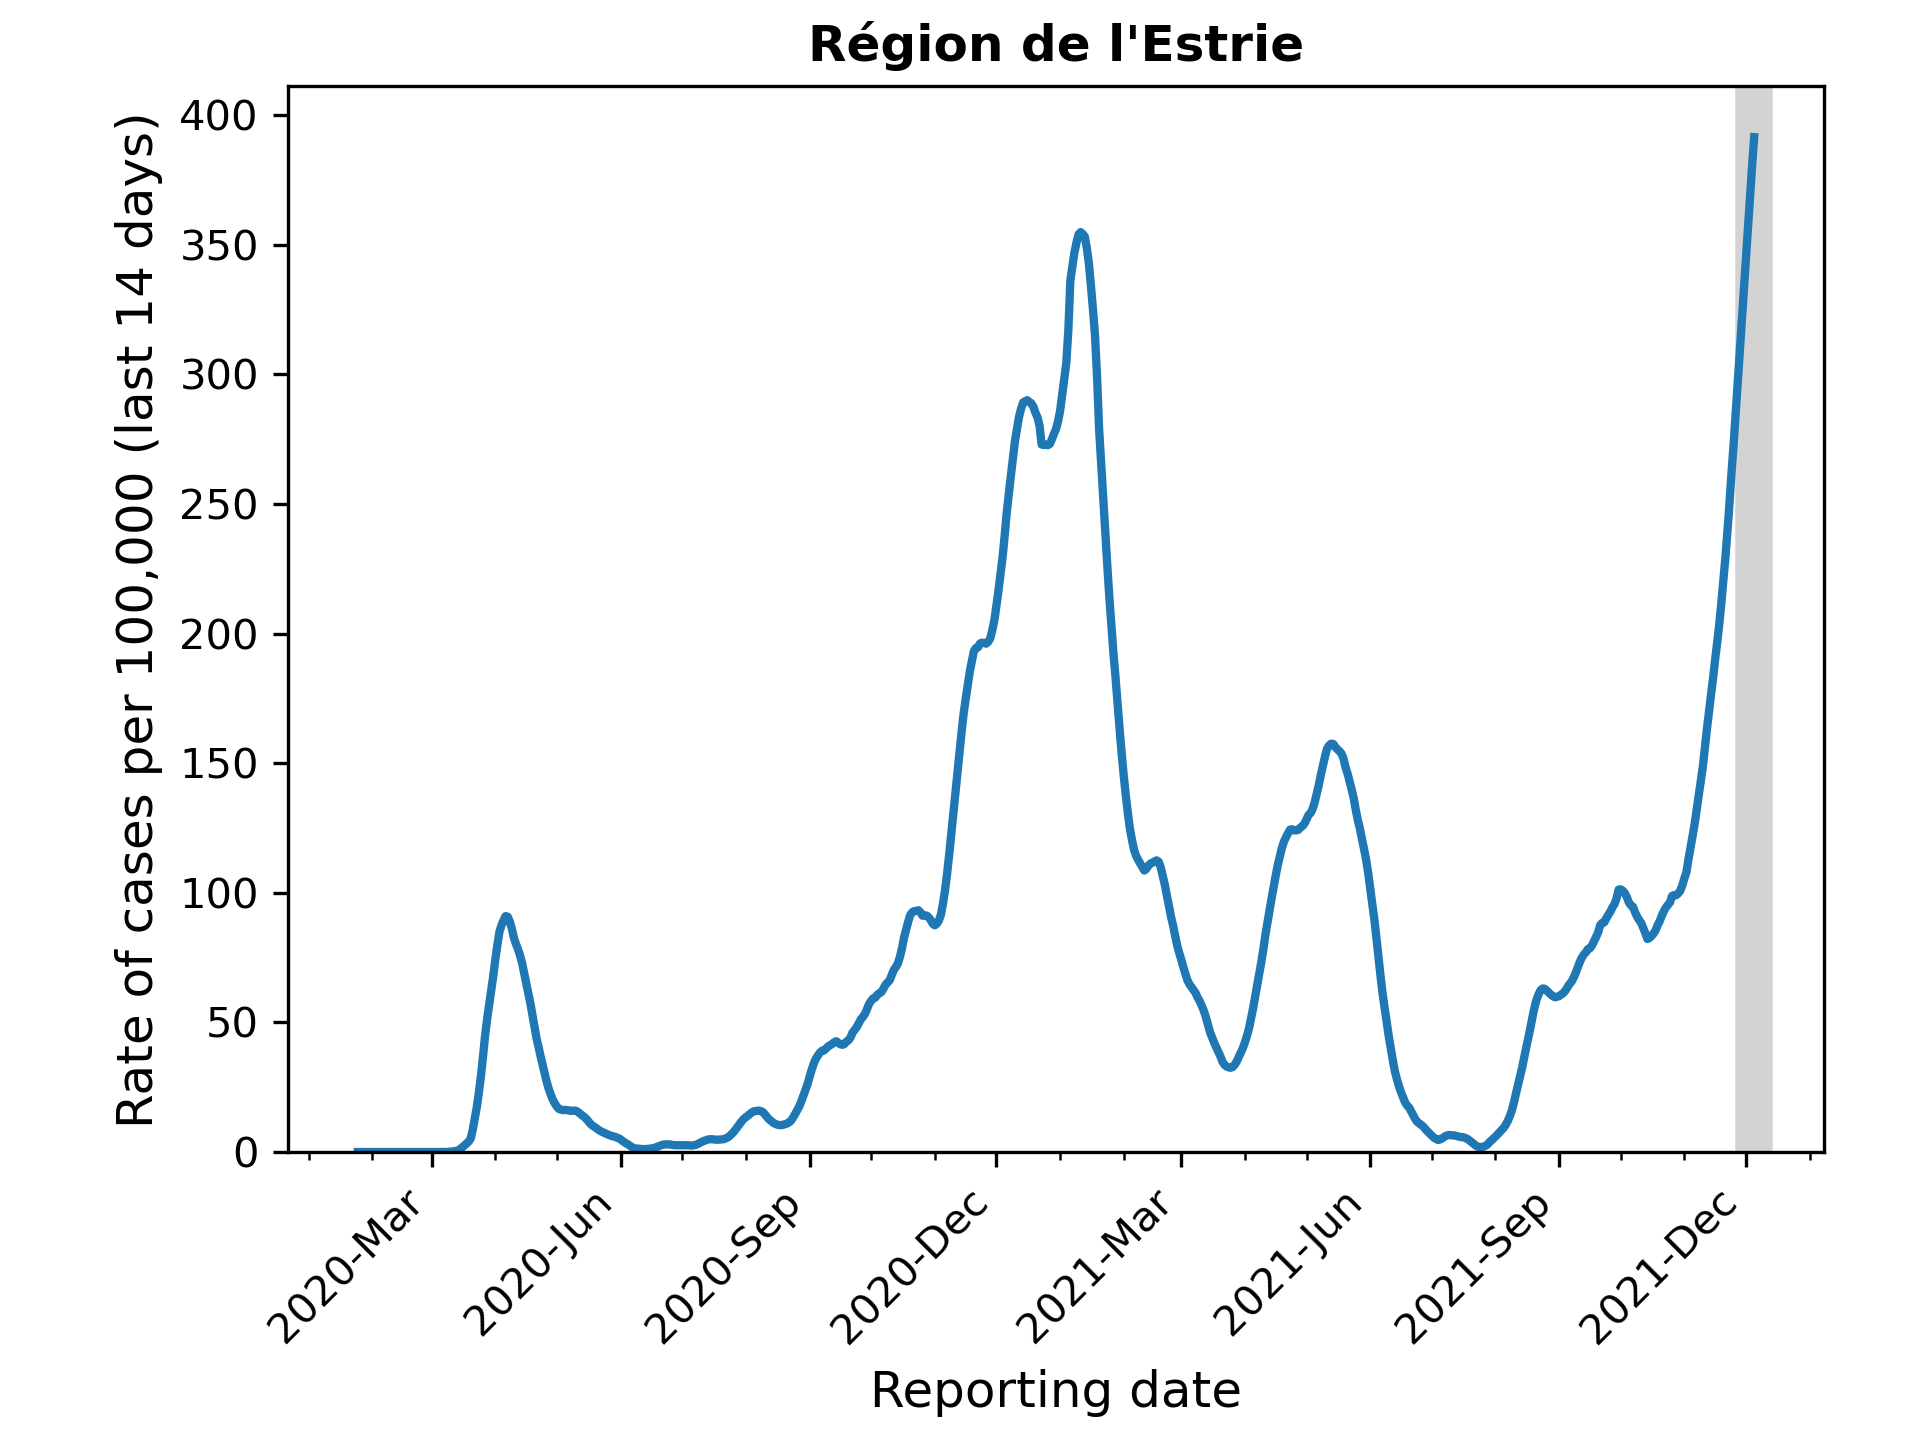 Région de l'Estrie
Rate of cases per 100,000 (last 14 days)
400
350
300
250
200
150
100
50
0
2020-Mar
2020-Jun
2020-Sep
2020-Dec
2021-Mar
2021-Jun
2021-Sep
2021-Dec
Reporting date